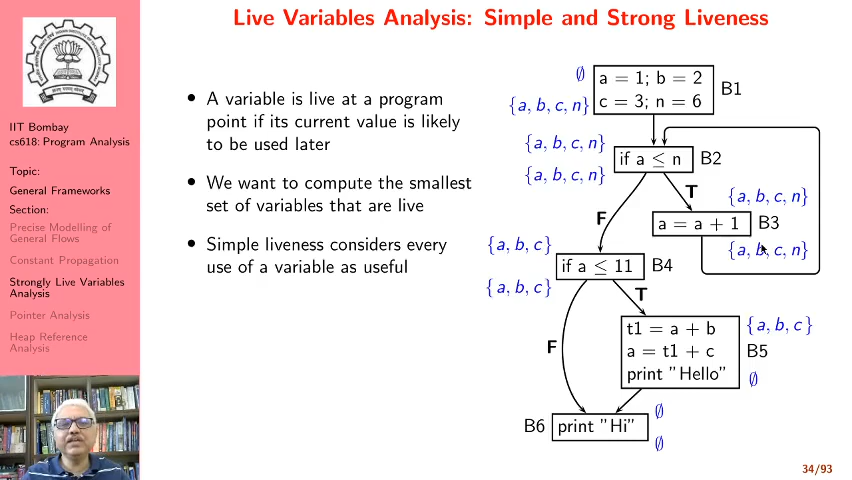 Live Variables Analysis: Simple and Strong Liveness
IIT Bombay
cs618: Program Analysis
Topic:
General Frameworks
Section:
Precise Modelling of
General Flows
Constant Propagation
Strongly Live Variables
Analysis
Pointer Analysis
Heap Reference
Analysis
• A variable is live at a program
point if its current value is likely
to be used later
• We want to compute the smallest
set of variables that are live
• Simple liveness considers every
use of a variable as useful
∅
a = 1; b = 2
c = 3; n = 6
B1
{a, b, c, n}
{a, b, c, n}
if a ≤ n B2
{a, b, c, n}
T
{a, b, c, n}
F
a = a + 1 B3
{a, b, c}
{a, b, c, n}
if a ≤ 11 B4
{a, b, c}
T
t1 = a + b
a = t1 + c
print "Hello"
{a, b, c}
B5
∅
F
B6 print "Hi"
∅
∅
34/93